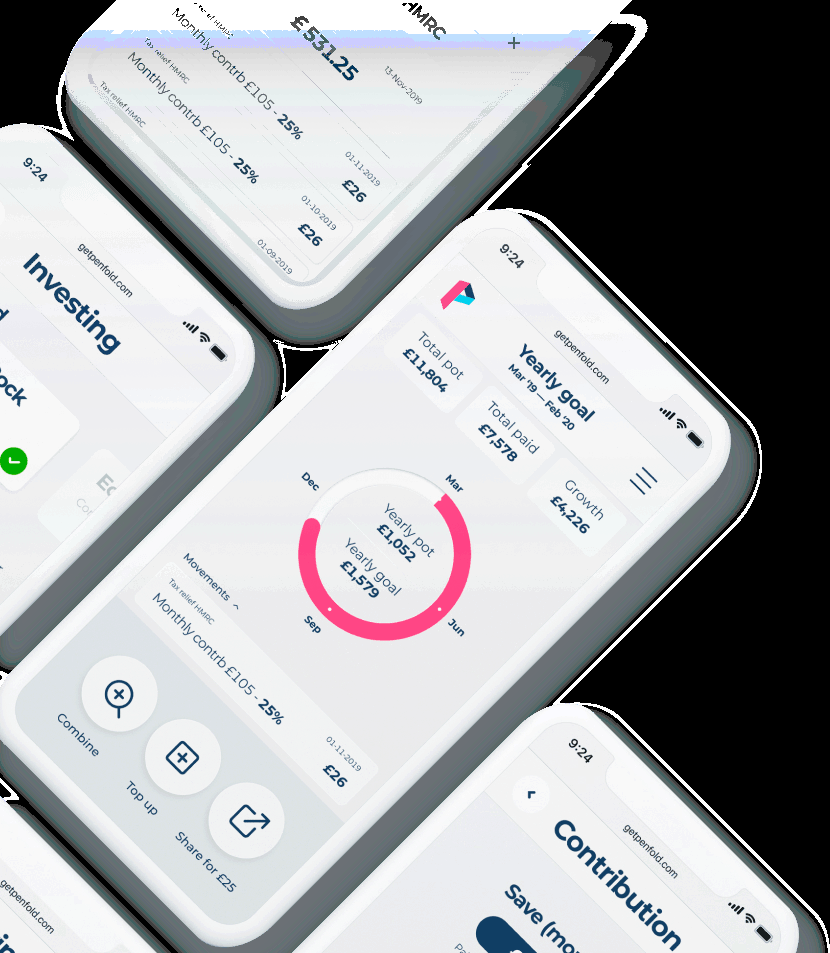 HMRC
£531.25
13-Nov-2019
Monthly contrb £105 - 25%
01-11-2019
£26
Tax relief HMRC
Monthly contrb £105 - 25%
01-10-2019
£26
Tax relief HMRC
01-09-2019
9:24
getpenfold.com
Investing
9:24
getpenfold.com
Yearly goal
Mar '19 — Feb '20
Total pot
£11,804
Total paid
£7,578
Growth
£4,226
Dec
Mar
Yearly pot
£1,052
Yearly goal
£1,579
Sep
Jun
Movements
Tax relief HMRC
Monthly contrb £105 - 25%
01-11-2019
£26
Combine
Top up
Share for £25
9:24
getpenfold.com
Contribution
Save
getpenfold.com